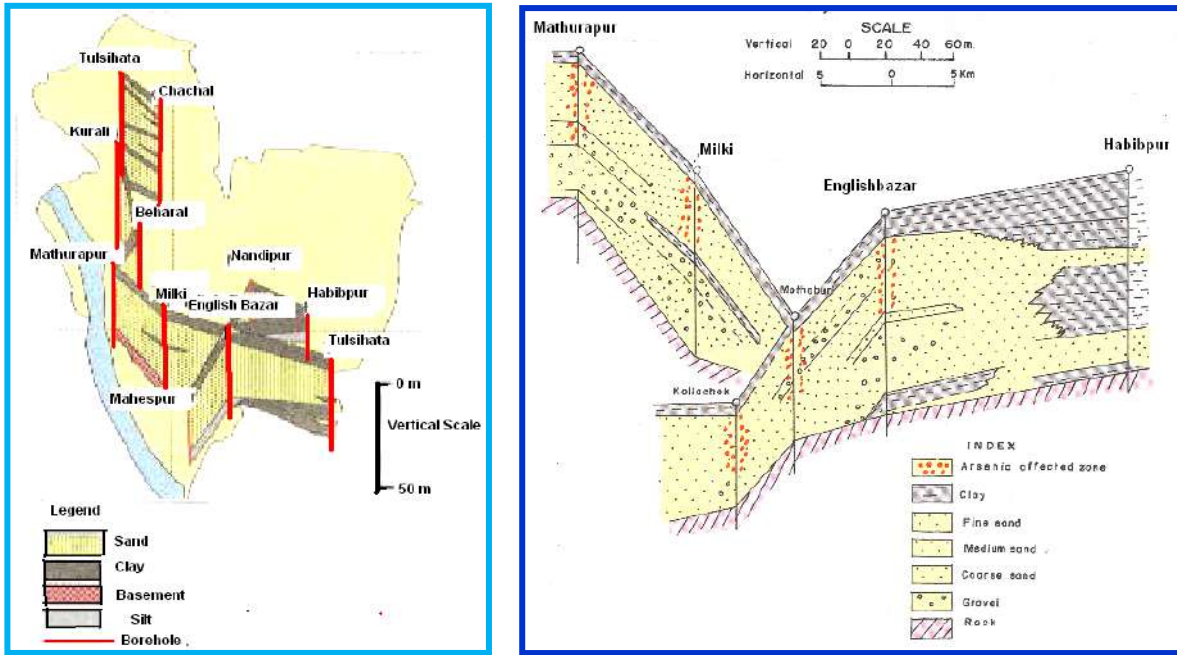 Tulsihata
Chachal
Kurali
Beharal
Mathurapur
Nandipur
Milki
Habibpur
English Bazar
Tulsihata
Mahespur
0 m
Vertical Scale
50 m
Legend
Sand
Clay
Basement
Silt
Borehole
Mathurapur
SCALE
Vertical 20 0 20 40 60 m.
Horizontal 5 0 5 Km
Milki
Habibpur
Englishbazar
Kaliachak
INDEX
Arsenic affected zone
Clay
Fine sand
Medium sand
Coarse sand
Gravel
Rock